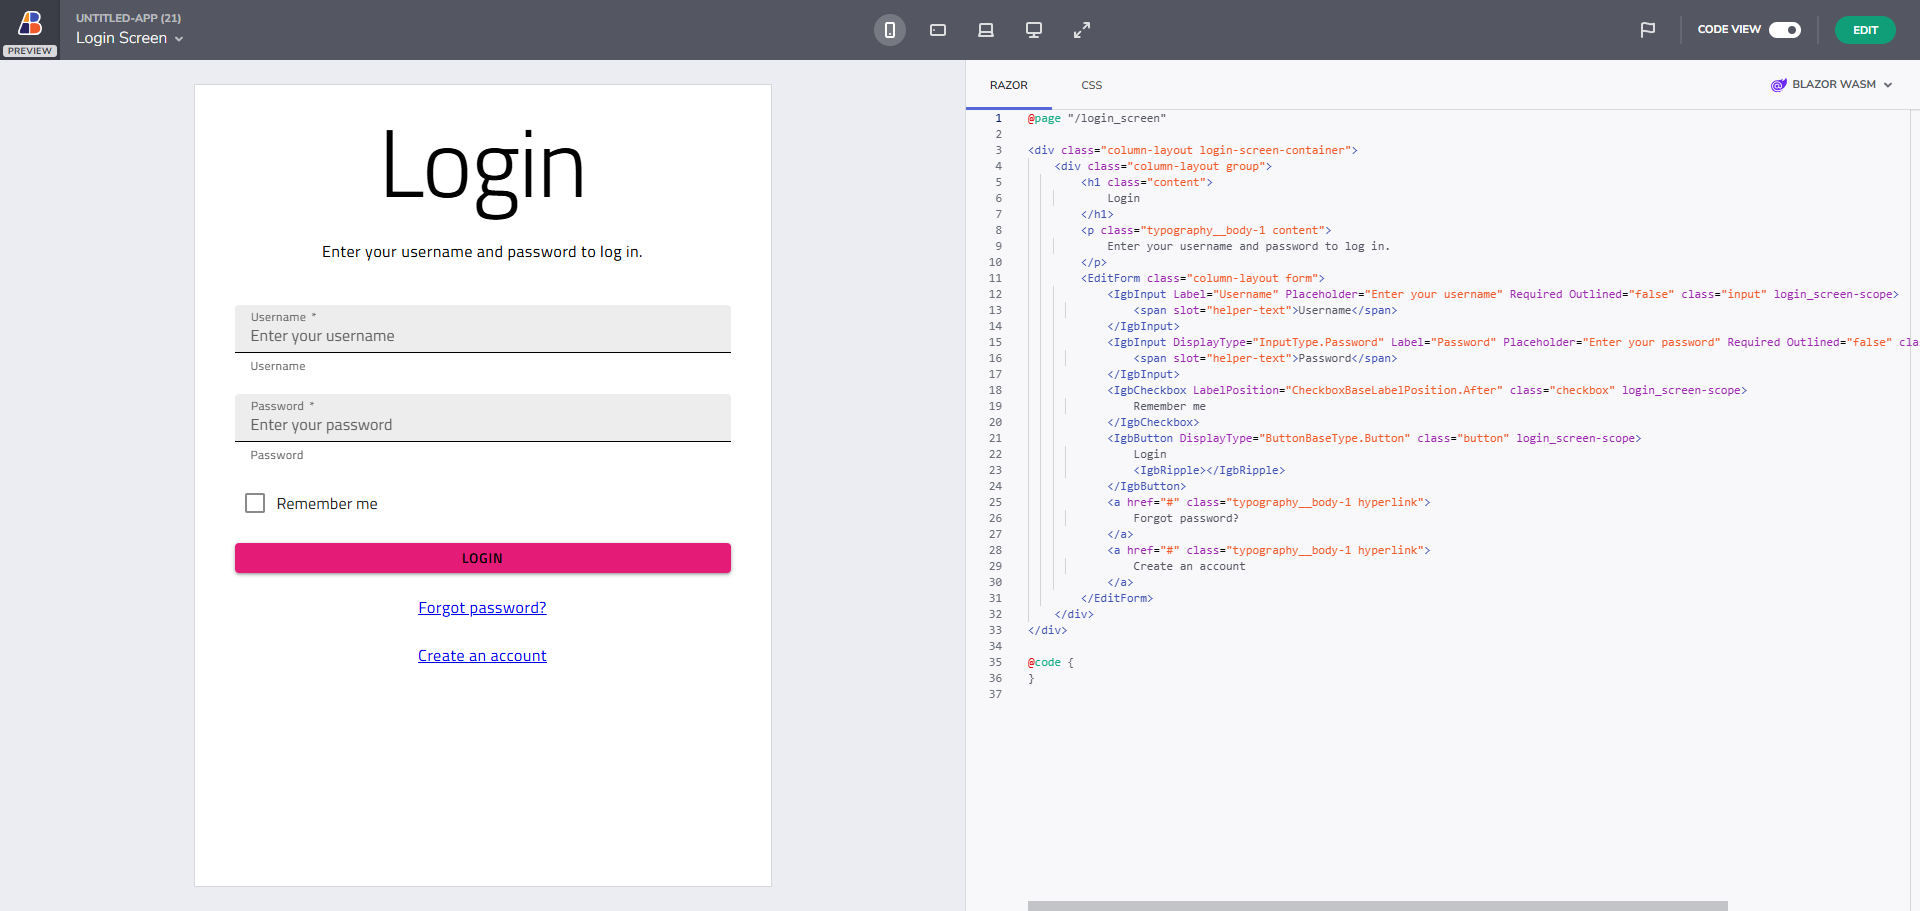 UNTITLED-APP (21)
Login Screen
PREVIEW
CODE VIEW
EDIT
Login
Enter your username and password to log in.
Username *
Enter your username
Username
Password *
Enter your password
Password
Remember me
LOGIN
Forgot password?
Create an account
RAZOR
CSS
BLAZOR WASM
1 @page "/login_screen"
2
3 <div class="column-layout login-screen-container">
4 <div class="column-layout group">
5 <h1 class="content">
6 Login
7 </h1>
8 <p class="typography__body-1 content">
9 Enter your username and password to log in.
10 </p>
11 <EditForm class="column-layout form">
12 <IgbInput Label="Username" Placeholder="Enter your username" Required Outlined="false" class="input" login_screen-scope>
13 <span slot="helper-text">Username</span>
14 </IgbInput>
15 <IgbInput DisplayType="InputType.Password" Label="Password" Placeholder="Enter your password" Required Outlined="false" cla
16 <span slot="helper-text">Password</span>
17 </IgbInput>
18 <IgbCheckbox LabelPosition="CheckboxBaseLabelPosition.After" class="checkbox" login_screen-scope>
19 Remember me
20 </IgbCheckbox>
21 <IgbButton DisplayType="ButtonBaseType.Button" class="button" login_screen-scope>
22 Login
23 <IgbRipple></IgbRipple>
24 </IgbButton>
25 <a href="#" class="typography__body-1 hyperlink">
26 Forgot password?
27 </a>
28 <a href="#" class="typography__body-1 hyperlink">
29 Create an account
30 </a>
31 </EditForm>
32 </div>
33 </div>
34
35 @code {
36 }
37